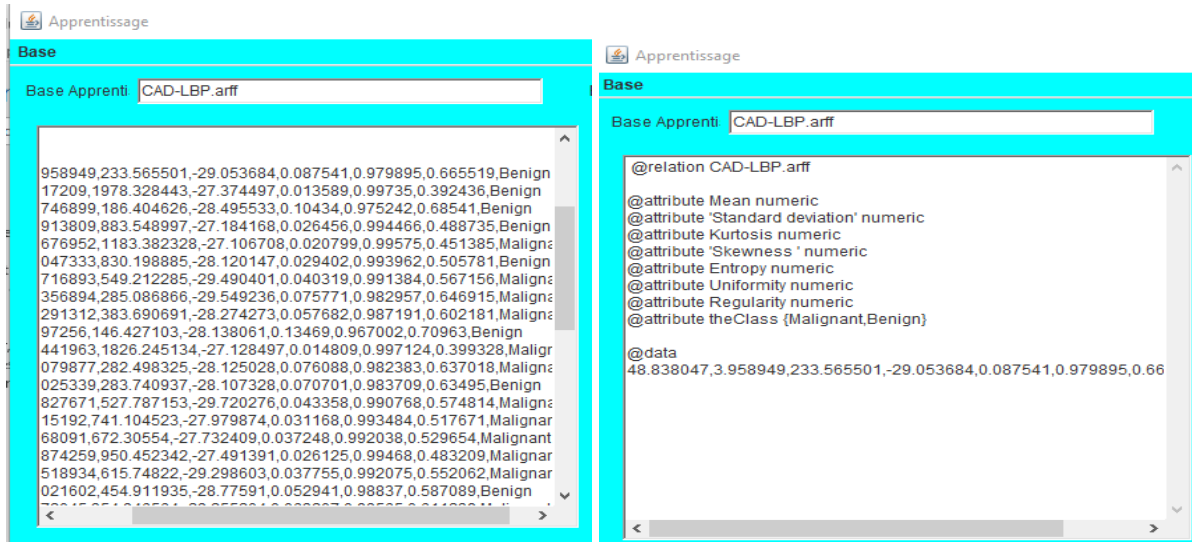 Apprentissage
Base
Base Apprenti CAD-LBP.arff
958949,233.565501,-29.053684,0.087541,0.979895,0.665519,Benign
17209,1978.328443,-27.374497,0.013589,0.99735,0.392436,Benign
746899,186.404626,-28.495533,0.10434,0.975242,0.68541,Benign
913809,883.548997,-27.184168,0.026456,0.994466,0.488735,Benign
676952,1183.382328,-27.106708,0.020799,0.99575,0.451385,Maligna
047333,830.198885,-28.120147,0.029402,0.993962,0.505781,Benign
716893,549.212285,-29.490401,0.040319,0.991384,0.567156,Maligna
356894,285.086866,-29.549236,0.075771,0.982957,0.646915,Maligna
291312,383.690691,-28.274273,0.057682,0.987191,0.602181,Maligna
97256,146.427103,-28.138061,0.13469,0.967002,0.70963,Benign
441963,1826.245134,-27.128497,0.014809,0.997124,0.399328,Malign
079877,282.498325,-28.125028,0.076088,0.982383,0.637018,Maligna
025339,283.740937,-28.107328,0.070701,0.983709,0.63495,Benign
827671,527.787153,-29.720276,0.043358,0.990768,0.574814,Maligna
15192,741.104523,-27.979874,0.031168,0.993484,0.517671,Malignan
68091,672.30554,-27.732409,0.037248,0.992038,0.529654,Malignant
874259,950.452342,-27.491391,0.026125,0.99468,0.483209,Malignan
518934,615.74822,-29.298603,0.037755,0.992075,0.552062,Malignar
021602,454.911935,-28.77591,0.052941,0.98837,0.587089,Benign
Apprentissage
Base
Base Apprenti CAD-LBP.arff
@relation CAD-LBP.arff
@attribute Mean numeric
@attribute 'Standard deviation' numeric
@attribute Kurtosis numeric
@attribute 'Skewness ' numeric
@attribute Entropy numeric
@attribute Uniformity numeric
@attribute Regularity numeric
@attribute theClass {Malignant,Benign}
@data
48.838047,3.958949,233.565501,-29.053684,0.087541,0.979895,0.66